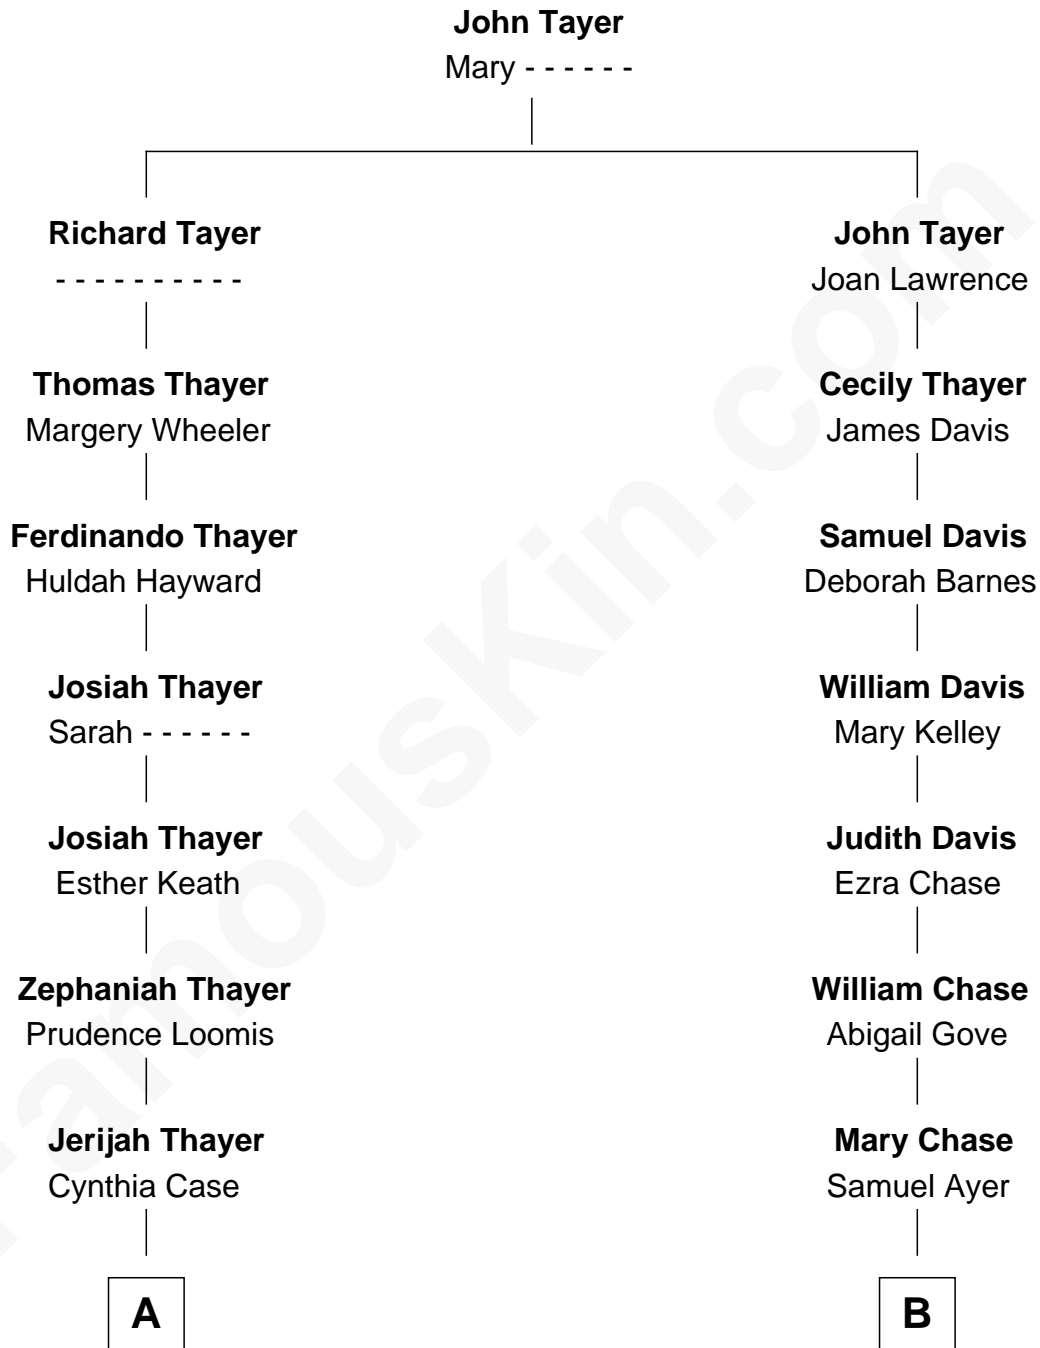 John Tayer
Mary - - - - - -
Richard Tayer
- - - - - - - - - -
John Tayer
Joan Lawrence
Thomas Thayer
Margery Wheeler
Cecily Thayer
James Davis
Ferdinando Thayer
Huldah Hayward
Samuel Davis
Deborah Barnes
Josiah Thayer
Sarah - - - - - -
William Davis
Mary Kelley
Josiah Thayer
Esther Keath
Judith Davis
Ezra Chase
Zephaniah Thayer
Prudence Loomis
William Chase
Abigail Gove
Jerijah Thayer
Cynthia Case
Mary Chase
Samuel Ayer
A
B
FamousKin.com